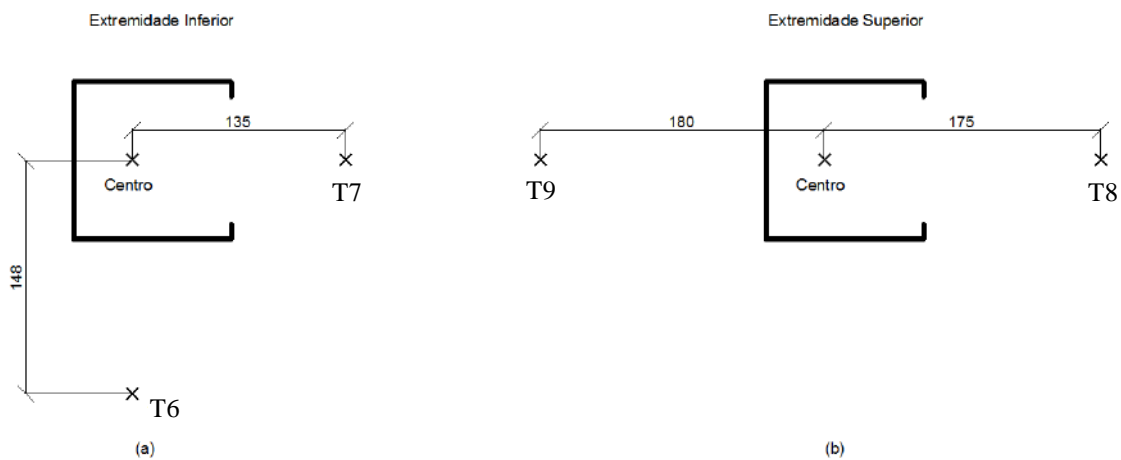 Extremidade Inferior
135
Centro
T7
148
T6
(a)
Extremidade Superior
180
175
T9
Centro
T8
(b)